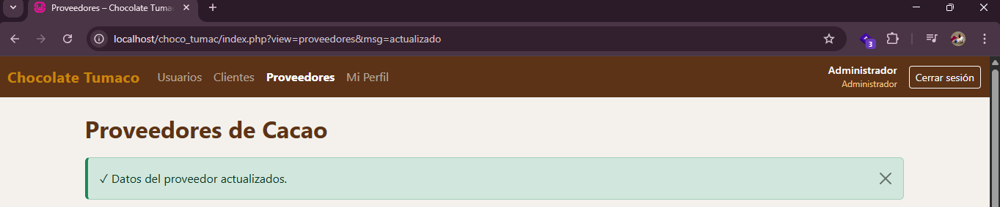 Proveedores – Chocolate Tumac
localhost/choco_tumac/index.php?view=proveedores&msg=actualizado
3
Chocolate Tumaco Usuarios Clientes Proveedores Mi Perfil Administrador
Administrador
Cerrar sesión
Proveedores de Cacao
✓ Datos del proveedor actualizados.